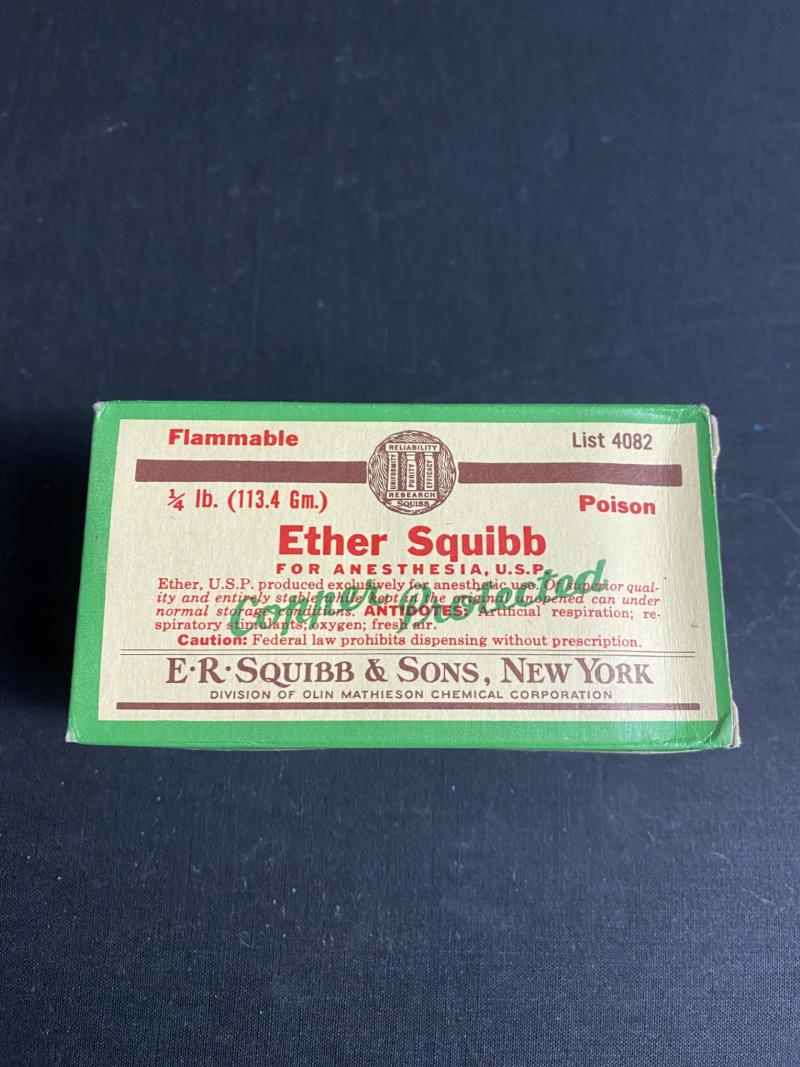 Flammable
List 4082
RELIABILITY
UNIFORMITY
PURITY
EFFICACY
RESEARCH
SQUIBB
¼ lb. (113.4 Gm.)
Poison
Ether Squibb
FOR ANESTHESIA, U.S.P.
Copper Protected
Ether, U.S.P. produced exclusively for anesthetic use. Of superior qual-
ity and entirely stable while kept in the original unopened can under
normal storage conditions. ANTIDOTES: Artificial respiration; re-
spiratory stimulants; oxygen; fresh air.
Caution: Federal law prohibits dispensing without prescription.
E·R·SQUIBB & SONS, NEW YORK
DIVISION OF OLIN MATHIESON CHEMICAL CORPORATION